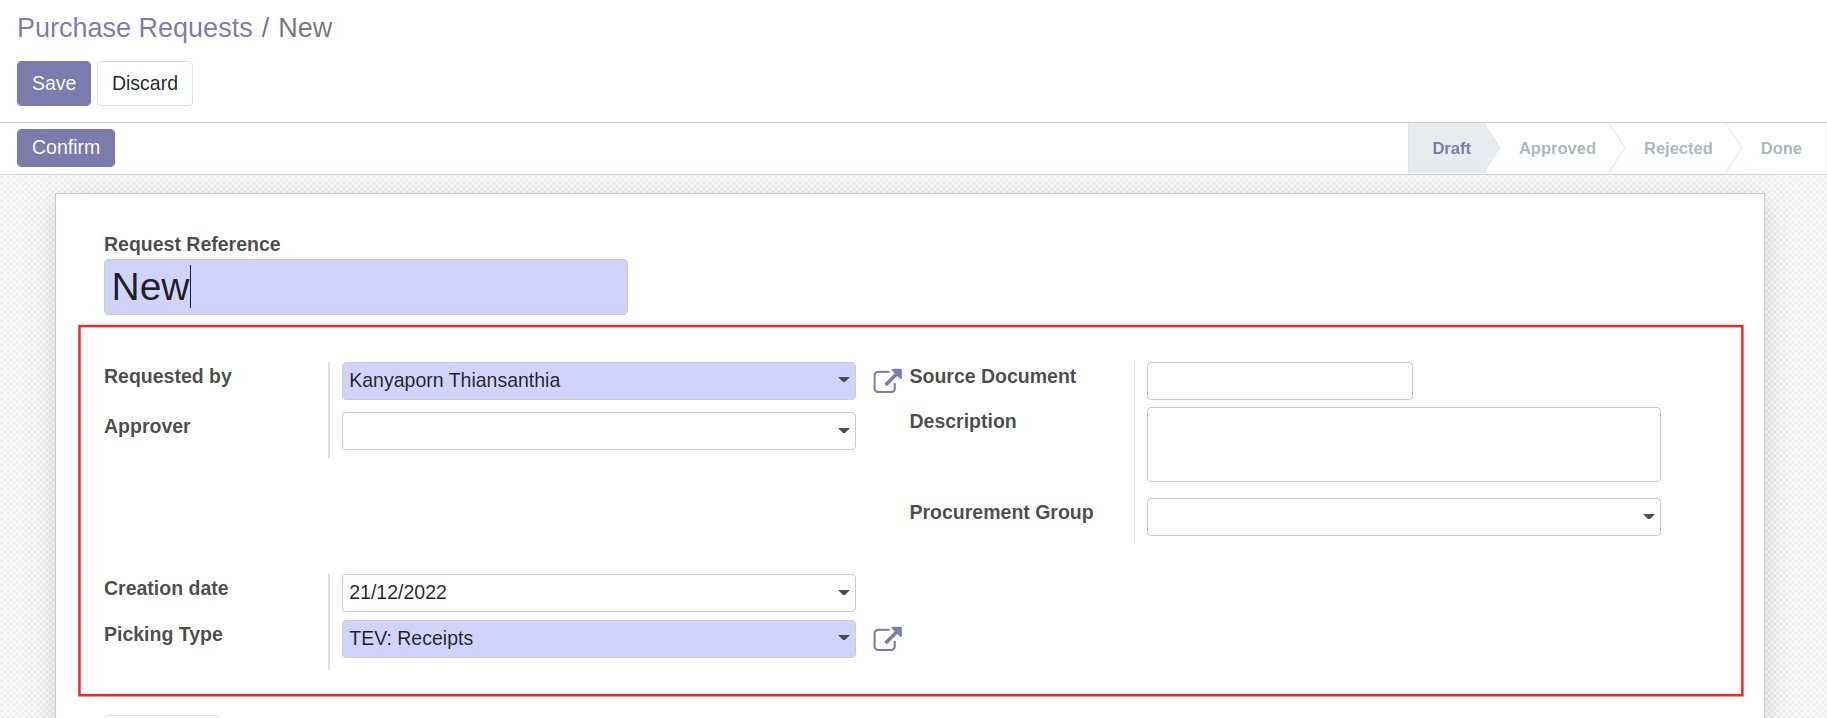 Purchase Requests / New
Save Discard
Confirm Draft Approved Rejected Done
Request Reference
New
Requested by Kanyaporn Thiansanthia Source Document
Approver Description
Procurement Group
Creation date 21/12/2022
Picking Type TEV: Receipts